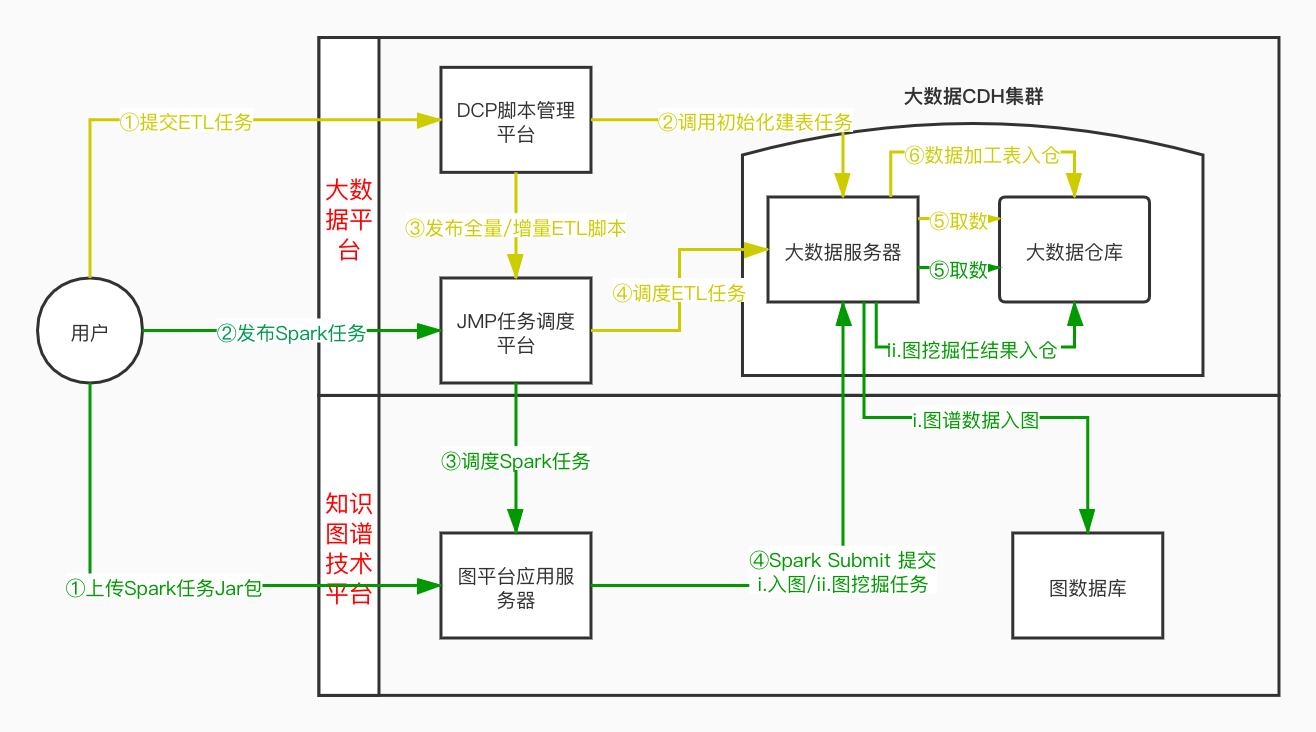 大数据CDH集群
DCP脚本管理
平台
①提交ETL任务
②调用初始化建表任务
⑥数据加工表入仓
大数
据平
台
③发布全量/增量ETL脚本
⑤取数
大数据服务器
大数据仓库
⑤取数
④调度ETL任务
用户
②发布Spark任务
JMP任务调度
平台
ii.图挖掘任结果入仓
i.图谱数据入图
③调度Spark任务
知识
图谱
技术
平台
①上传Spark任务Jar包
图平台应用服
务器
④Spark Submit 提交
i.入图/ii.图挖掘任务
图数据库